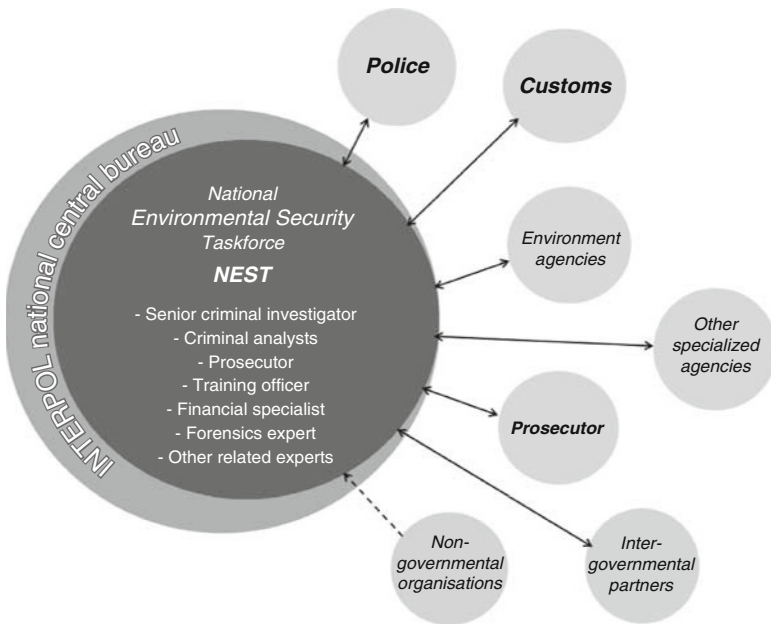 Police
Customs
INTERPOL national central bureau
National
Environmental Security
Taskforce
NEST
- Senior criminal investigator
- Criminal analysts
- Prosecutor
- Training officer
- Financial specialist
- Forensics expert
- Other related experts
Environment
agencies
Other
specialized
agencies
Prosecutor
Non-
governmental
organisations
Inter-
governmental
partners